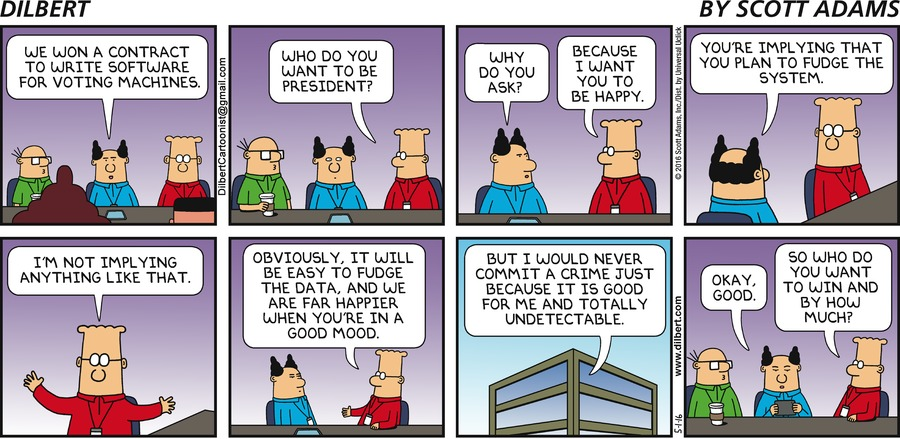 DILBERT
BY SCOTT ADAMS
WE WON A CONTRACT
TO WRITE SOFTWARE
FOR VOTING MACHINES.
DilbertCartoonist@gmail.com
WHO DO YOU
WANT TO BE
PRESIDENT?
WHY
DO YOU
ASK?
BECAUSE
I WANT
YOU TO
BE HAPPY.
© 2016 Scott Adams, Inc./Dist. by Universal Uclick
YOU'RE IMPLYING THAT
YOU PLAN TO FUDGE THE
SYSTEM.
I'M NOT IMPLYING
ANYTHING LIKE THAT.
OBVIOUSLY, IT WILL
BE EASY TO FUDGE
THE DATA, AND WE
ARE FAR HAPPIER
WHEN YOU'RE IN A
GOOD MOOD.
BUT I WOULD NEVER
COMMIT A CRIME JUST
BECAUSE IT IS GOOD
FOR ME AND TOTALLY
UNDETECTABLE.
5-1-16
www.dilbert.com
OKAY,
GOOD.
SO WHO DO
YOU WANT
TO WIN AND
BY HOW
MUCH?